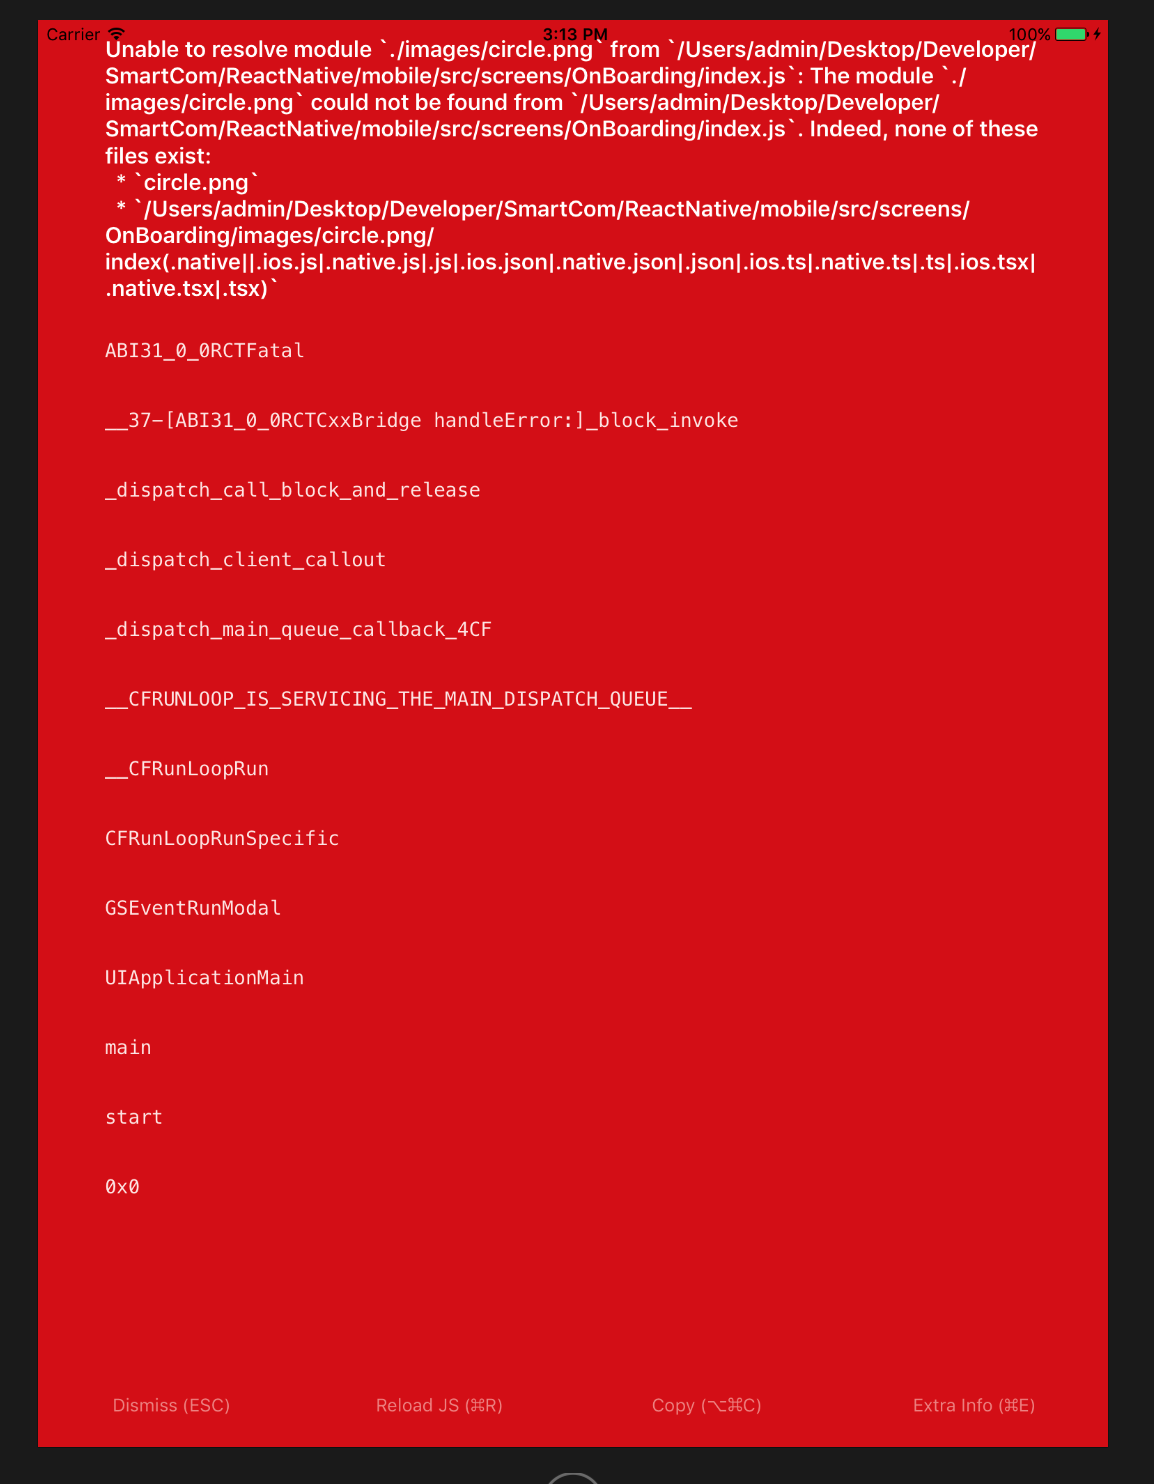 Carrier 3:13 PM 100%
Unable to resolve module `./images/circle.png` from `/Users/admin/Desktop/Developer/
SmartCom/ReactNative/mobile/src/screens/OnBoarding/index.js`: The module `./
images/circle.png` could not be found from `/Users/admin/Desktop/Developer/
SmartCom/ReactNative/mobile/src/screens/OnBoarding/index.js`. Indeed, none of these
files exist:
* `circle.png`
* `/Users/admin/Desktop/Developer/SmartCom/ReactNative/mobile/src/screens/
OnBoarding/images/circle.png/
index(.native||.ios.js|.native.js|.js|.ios.json|.native.json|.json|.ios.ts|.native.ts|.ts|.ios.tsx|
.native.tsx|.tsx)`
ABI31_0_0RCTFatal
__37-[ABI31_0_0RCTCxxBridge handleError:]_block_invoke
_dispatch_call_block_and_release
_dispatch_client_callout
_dispatch_main_queue_callback_4CF
__CFRUNLOOP_IS_SERVICING_THE_MAIN_DISPATCH_QUEUE__
__CFRunLoopRun
CFRunLoopRunSpecific
GSEventRunModal
UIApplicationMain
main
start
0x0
Dismiss (ESC) Reload JS (⌘R) Copy (⌥⌘C) Extra Info (⌘E)